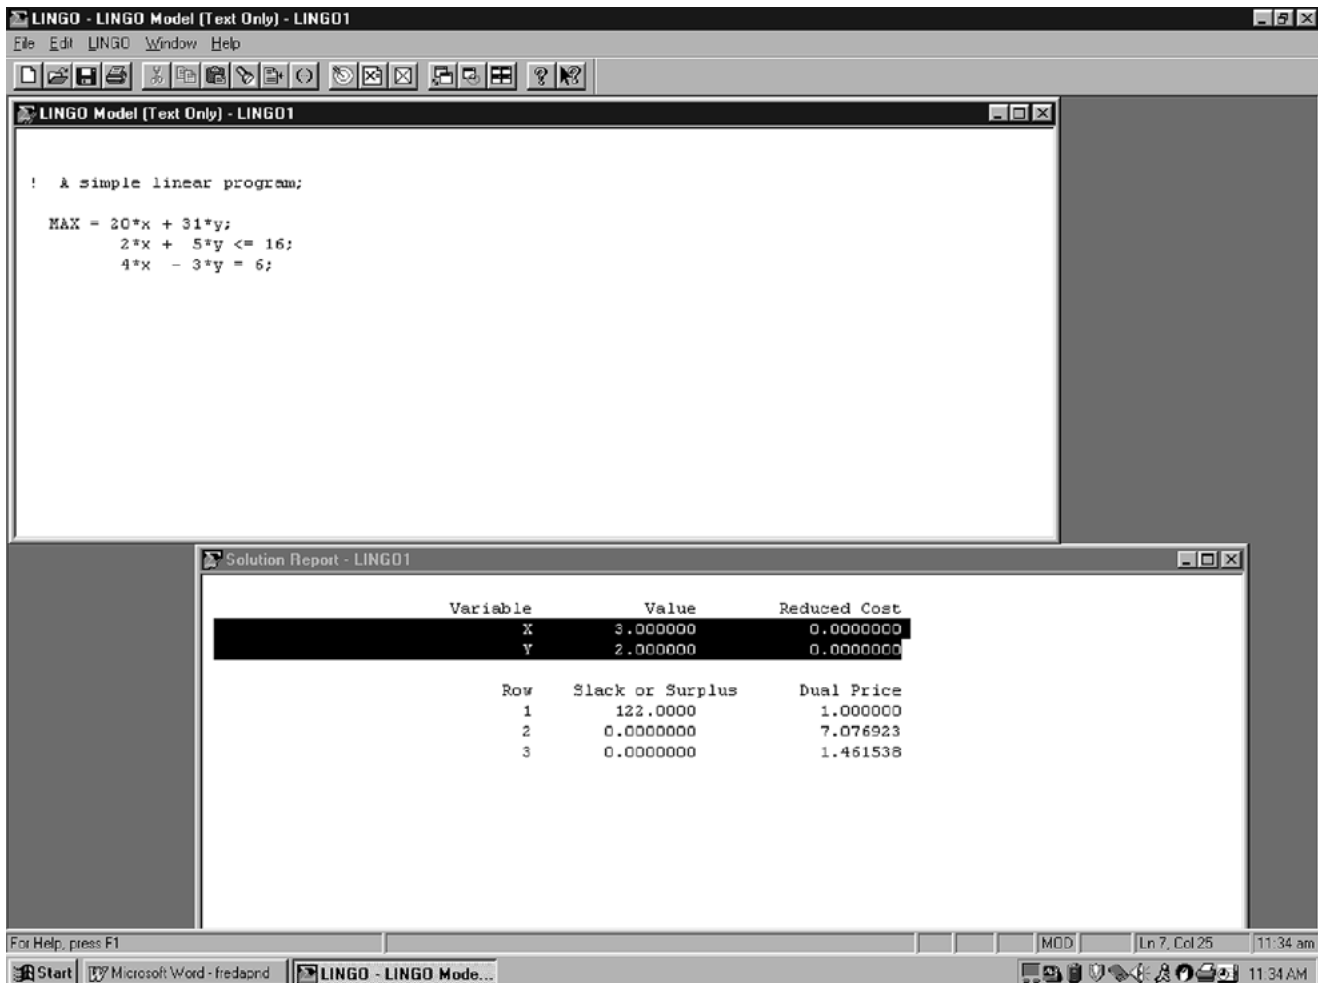 LINGO - LINGO Model (Text Only) - LINGO1
File Edit LINGO Window Help
LINGO Model (Text Only) - LINGO1
! A simple linear program;
MAX = 20*x + 31*y;
2*x + 5*y <= 16;
4*x - 3*y = 6;
Solution Report - LINGO1
Variable Value Reduced Cost
X 3.000000 0.0000000
Y 2.000000 0.0000000
Row Slack or Surplus Dual Price
1 122.0000 1.000000
2 0.0000000 7.076923
3 0.0000000 1.461538
For Help, press F1 MOD Ln 7, Col 25 11:34 am
Start Microsoft Word - fredapnd LINGO - LINGO Mode... 11:34 AM